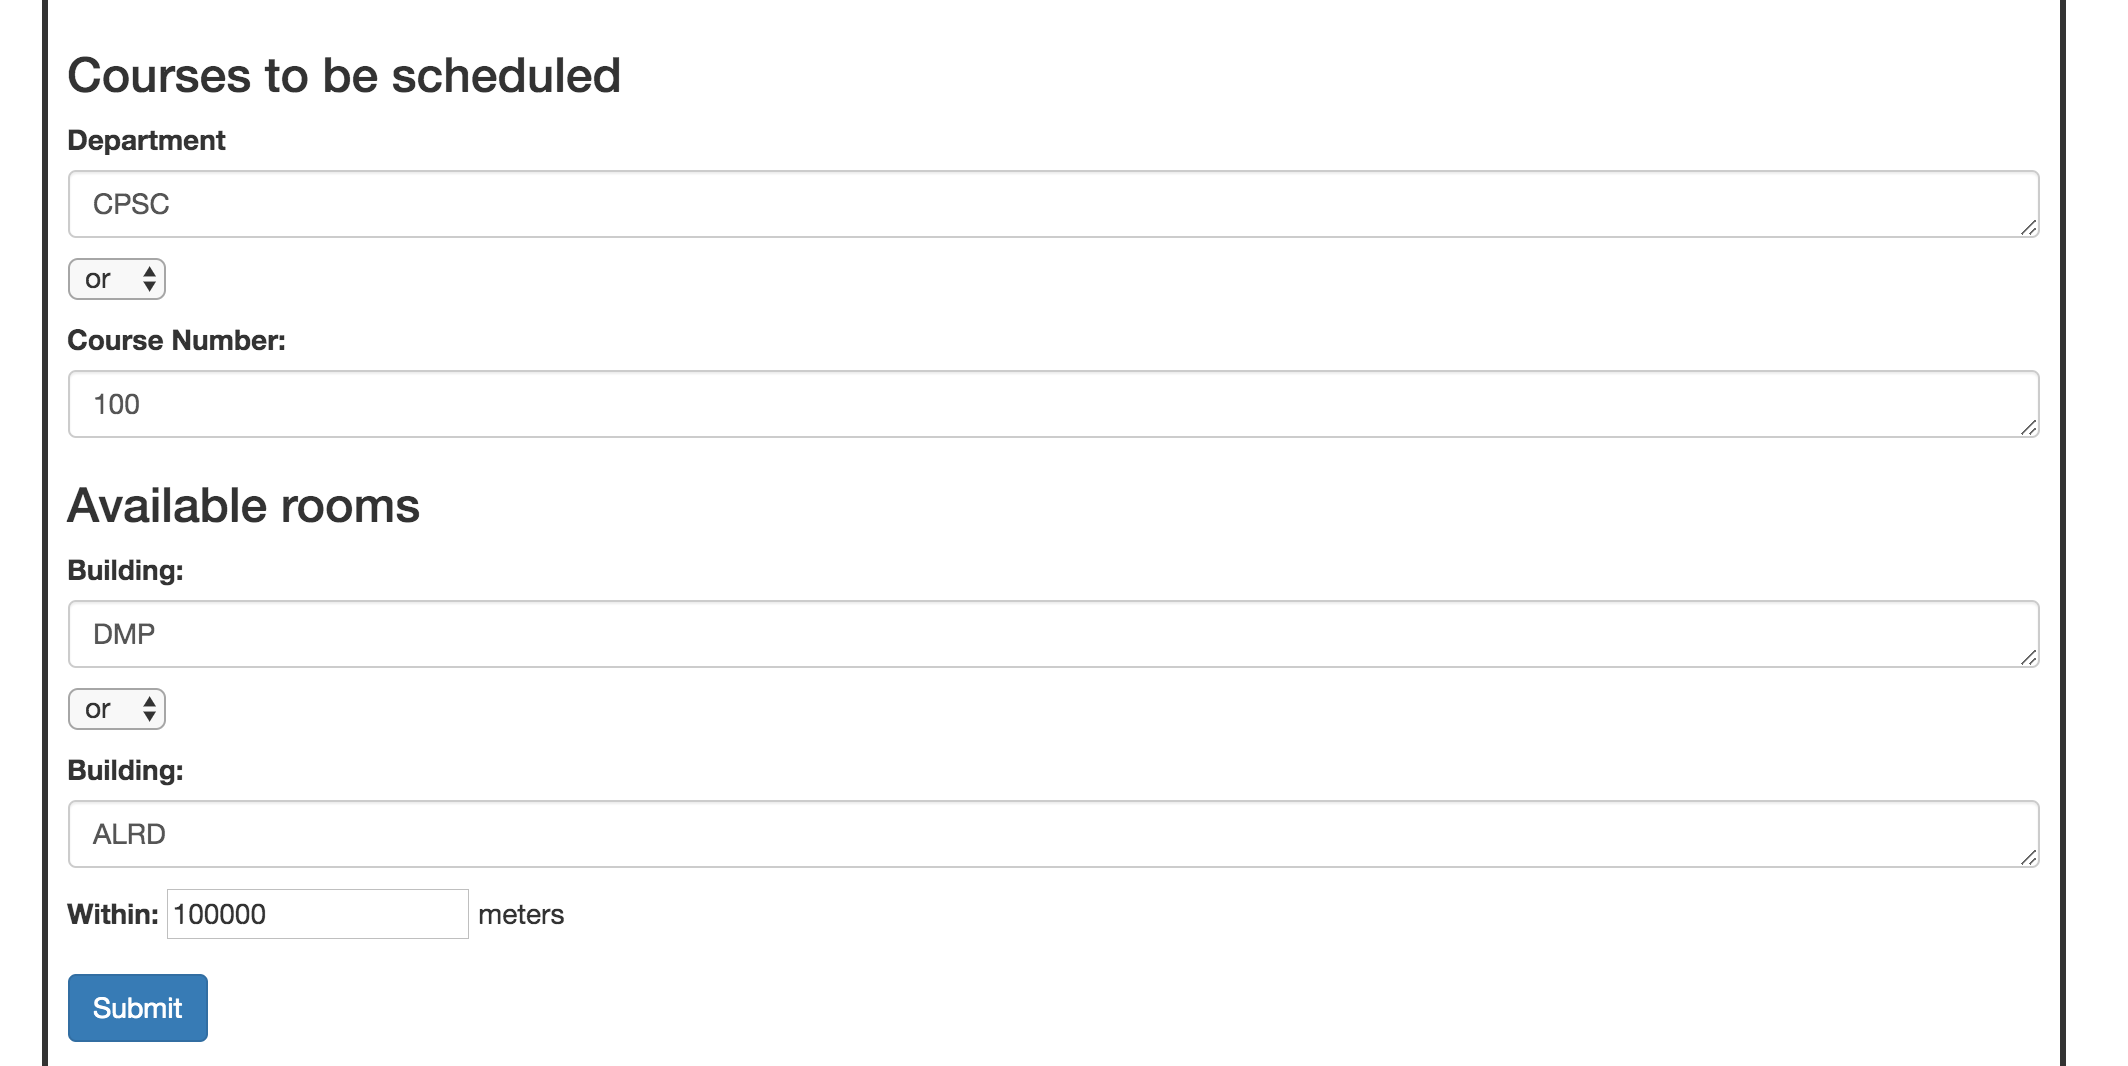 Courses to be scheduled
Department
CPSC
or
Course Number:
100
Available rooms
Building:
DMP
or
Building:
ALRD
Within: 100000 meters
Submit